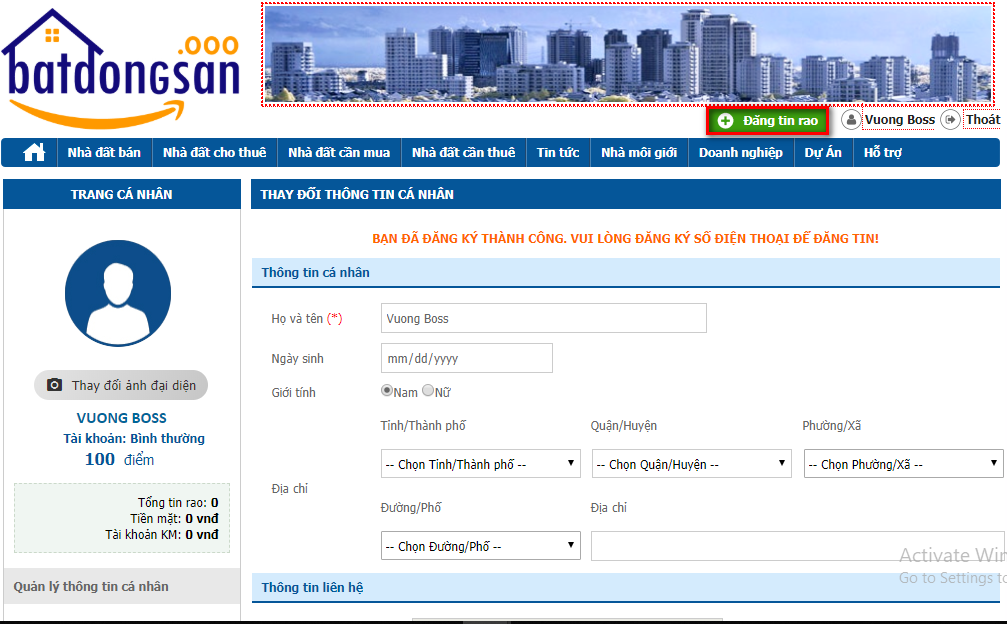 .ooo
batdongsan
Đăng tin rao
Vuong Boss
Thoát
Nhà đất bán
Nhà đất cho thuê
Nhà đất cần mua
Nhà đất cần thuê
Tin tức
Nhà môi giới
Doanh nghiệp
Dự Án
Hỗ trợ
TRANG CÁ NHÂN
Thay đổi ảnh đại diện
VUONG BOSS
Tài khoản: Bình thường
100 điểm
Tổng tin rao: 0
Tiền mặt: 0 vnđ
Tài khoản KM: 0 vnđ
Quản lý thông tin cá nhân
THAY ĐỔI THÔNG TIN CÁ NHÂN
BẠN ĐÃ ĐĂNG KÝ THÀNH CÔNG. VUI LÒNG ĐĂNG KÝ SỐ ĐIỆN THOẠI ĐỂ ĐĂNG TIN!
Thông tin cá nhân
Họ và tên (*)
Vuong Boss
Ngày sinh
mm/dd/yyyy
Giới tính
Nam
Nữ
Địa chỉ
Tỉnh/Thành phố
Quận/Huyện
Phường/Xã
-- Chọn Tỉnh/Thành phố --
-- Chọn Quận/Huyện --
-- Chọn Phường/Xã --
Đường/Phố
Địa chỉ
-- Chọn Đường/Phố --
Activate Win
Go to Settings to
Thông tin liên hệ